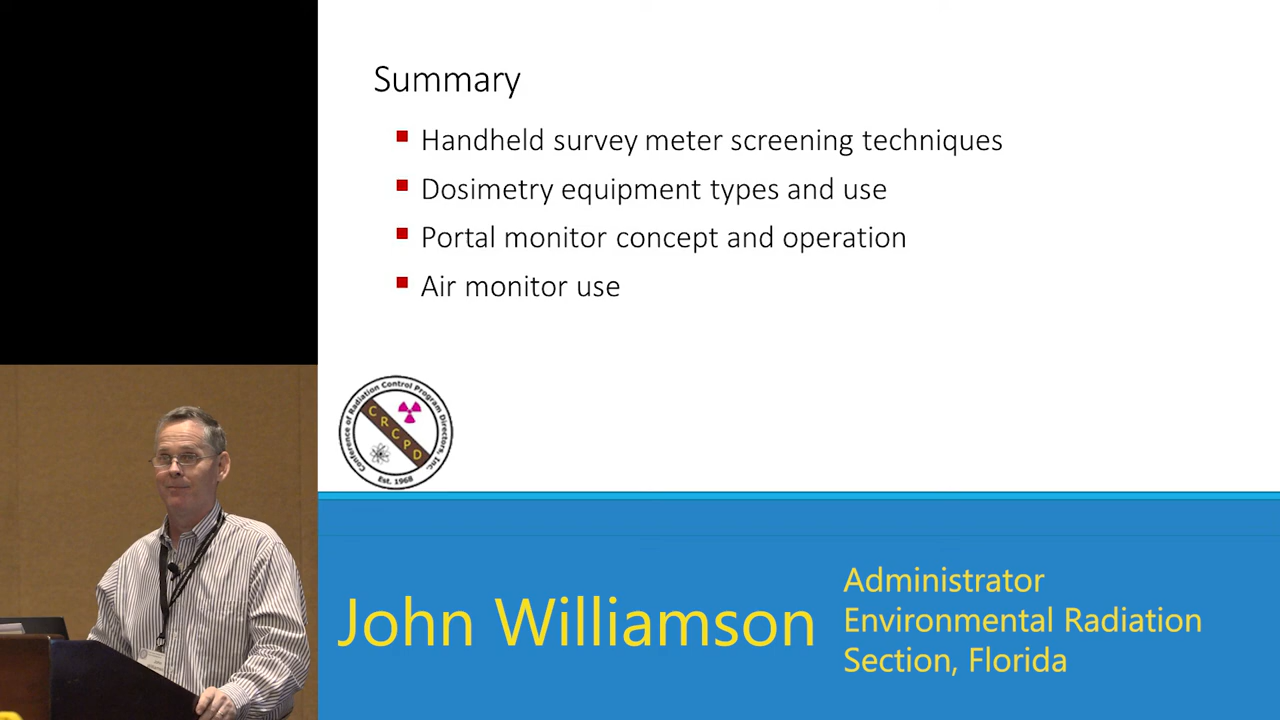 Summary
Handheld survey meter screening techniques
Dosimetry equipment types and use
Portal monitor concept and operation
Air monitor use
Conference of Radiation Control Program Directors, Inc.
CRCPD
Est. 1968
John Williamson
Administrator
Environmental Radiation
Section, Florida